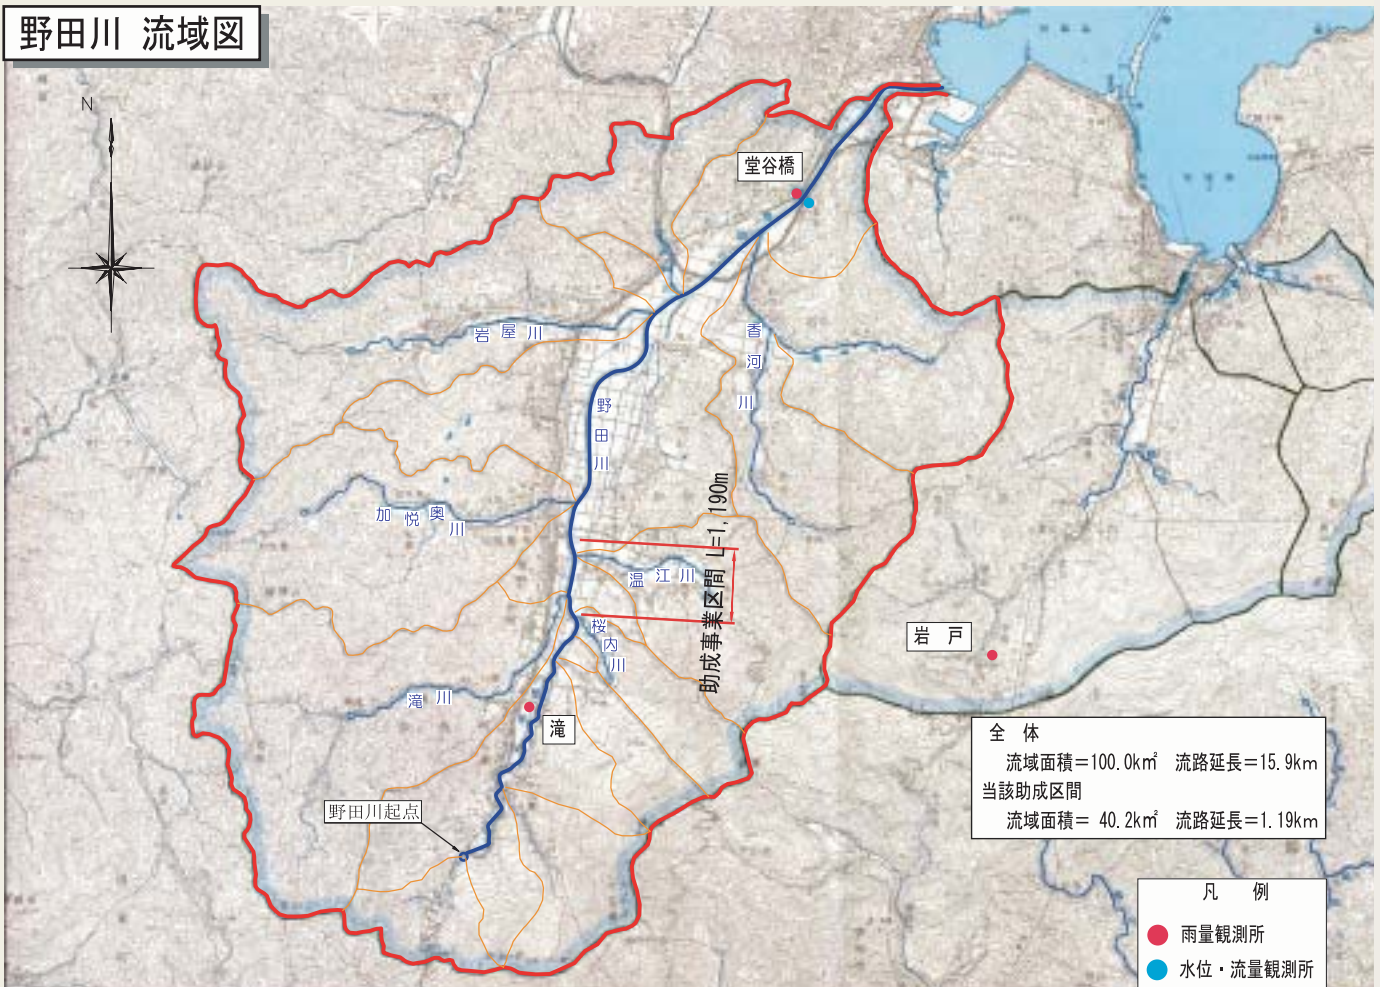 野田川 流域図
N
堂谷橋
岩屋川
香河川
野田川
加悦奥川
助成事業区間 L=1,190m
温江川
桜内川
滝川
滝
岩 戸
野田川起点
全 体
流域面積=100.0km² 流路延長=15.9km
当該助成区間
流域面積= 40.2km² 流路延長=1.19km
凡 例
雨量観測所
水位・流量観測所